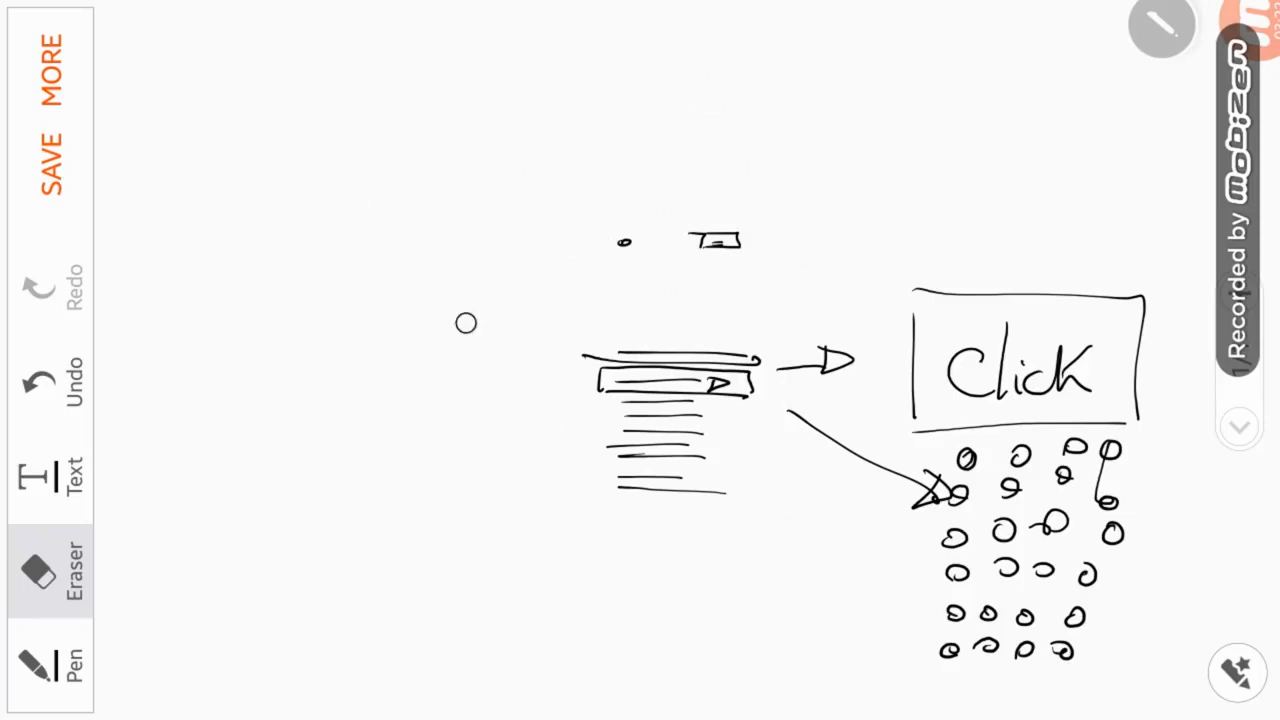 SAVE MORE
Redo
Undo
T Text
Eraser
Pen
Click
Recorded by mobizen